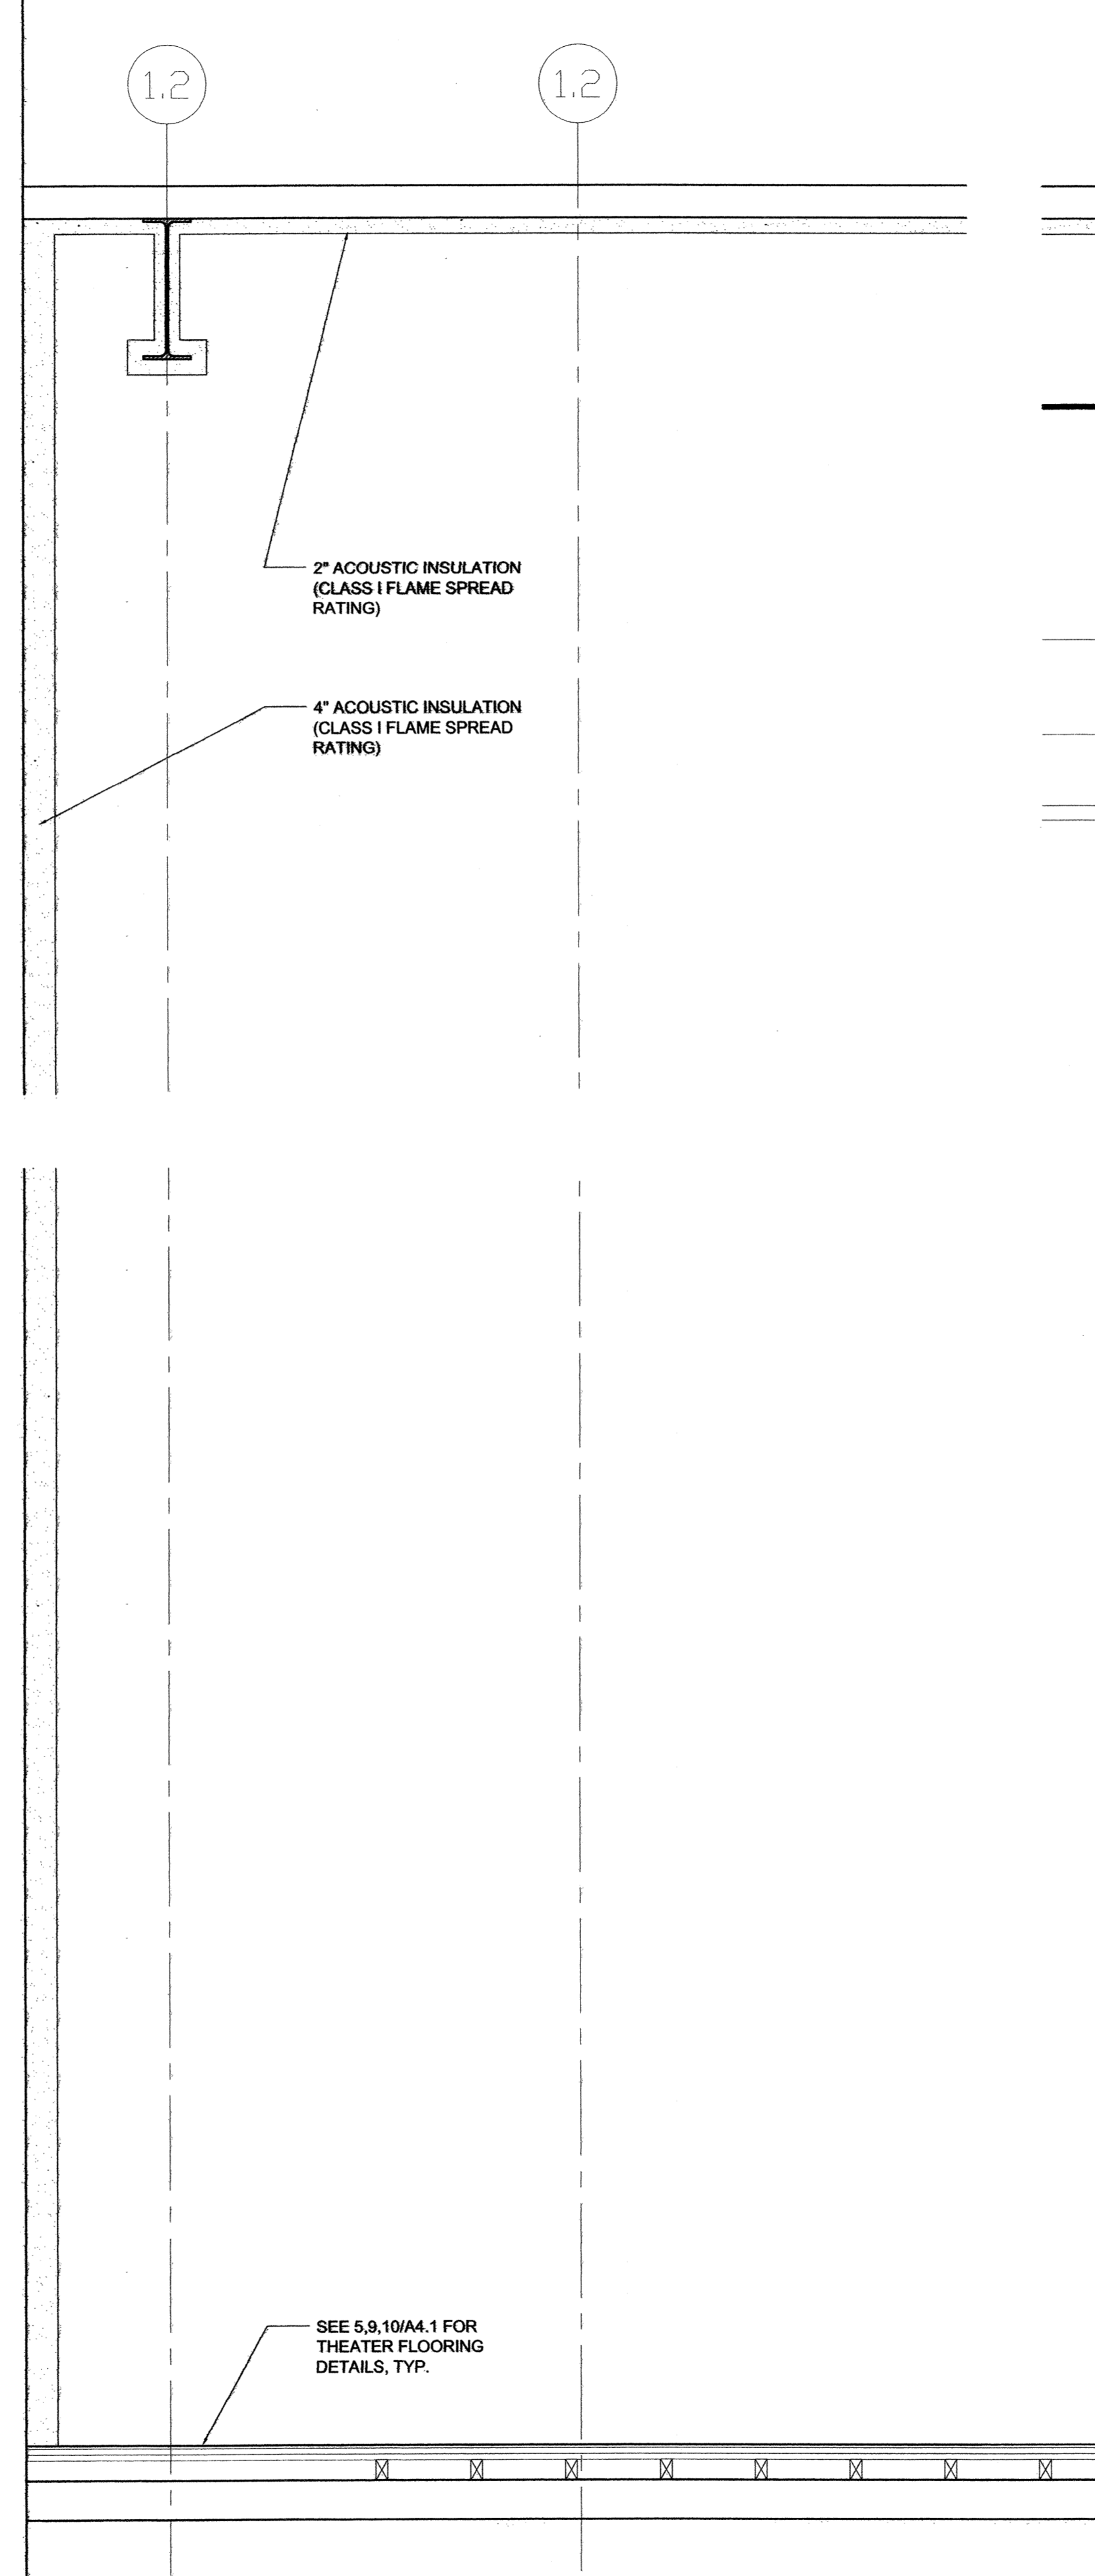 1.2
1.2
2" ACOUSTIC INSULATION
(CLASS I FLAME SPREAD
RATING)
4" ACOUSTIC INSULATION
(CLASS I FLAME SPREAD
RATING)
SEE 5,9,10/A4.1 FOR
THEATER FLOORING
DETAILS, TYP.